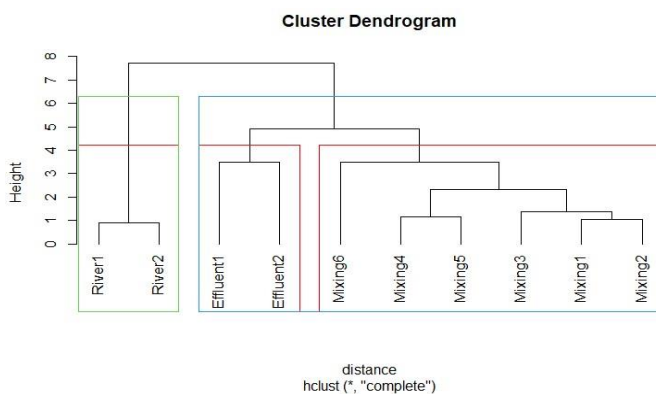 Cluster Dendrogram
8
7
6
5
4
3
2
1
0
Height
River1
River2
Effluent1
Effluent2
Mixing6
Mixing4
Mixing5
Mixing3
Mixing1
Mixing2
distance
hclust (*, "complete")